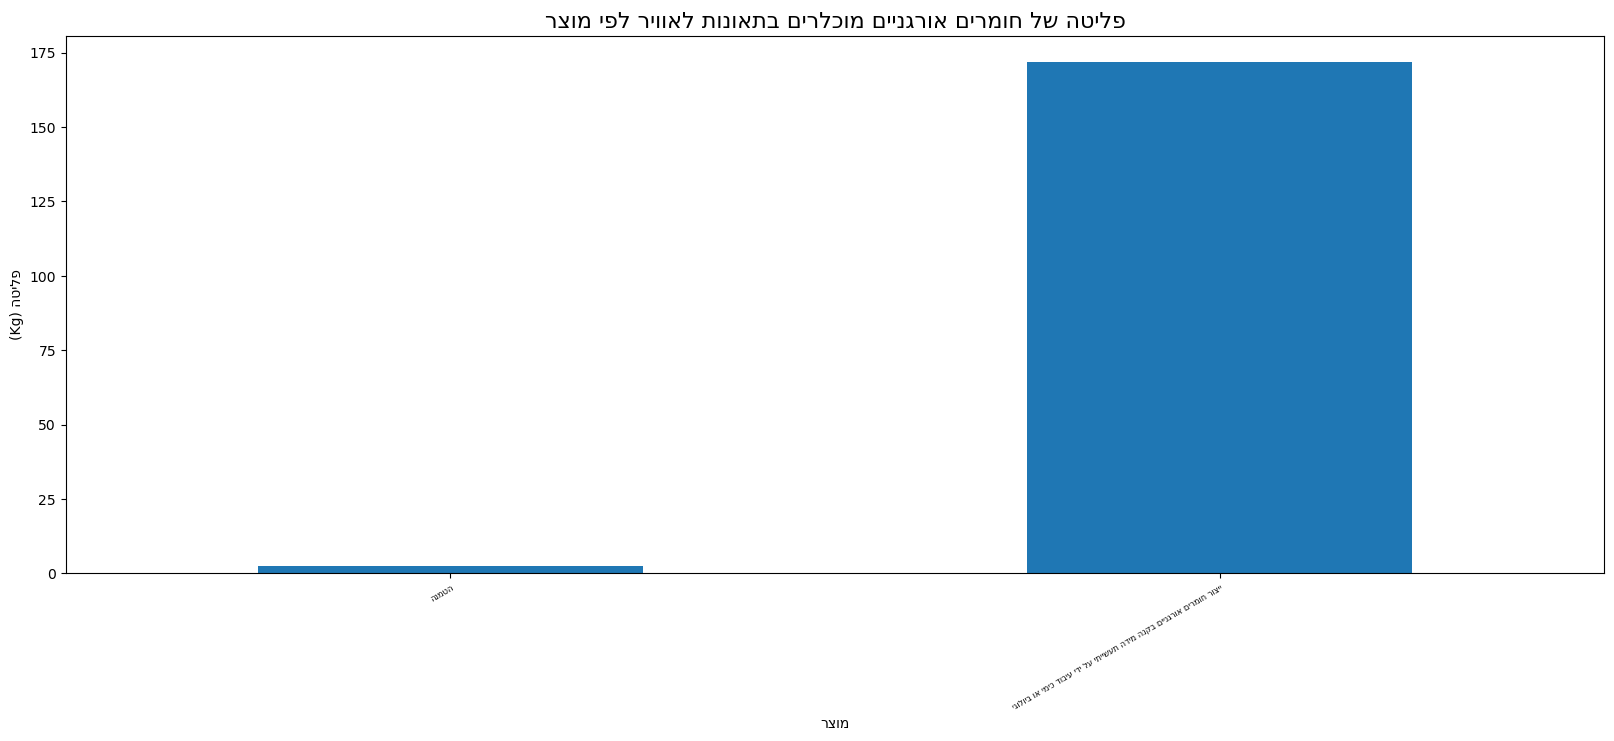 פליטה של חומרים אורגניים מוכלרים בתאונות לאוויר לפי מוצר
פליטה (Kg)
175
150
125
100
75
50
25
0
הטמנה
ייצור חומרים אורגניים בקנה מידה תעשייתי על ידי עיבוד כימי או ביולוגי
מוצר